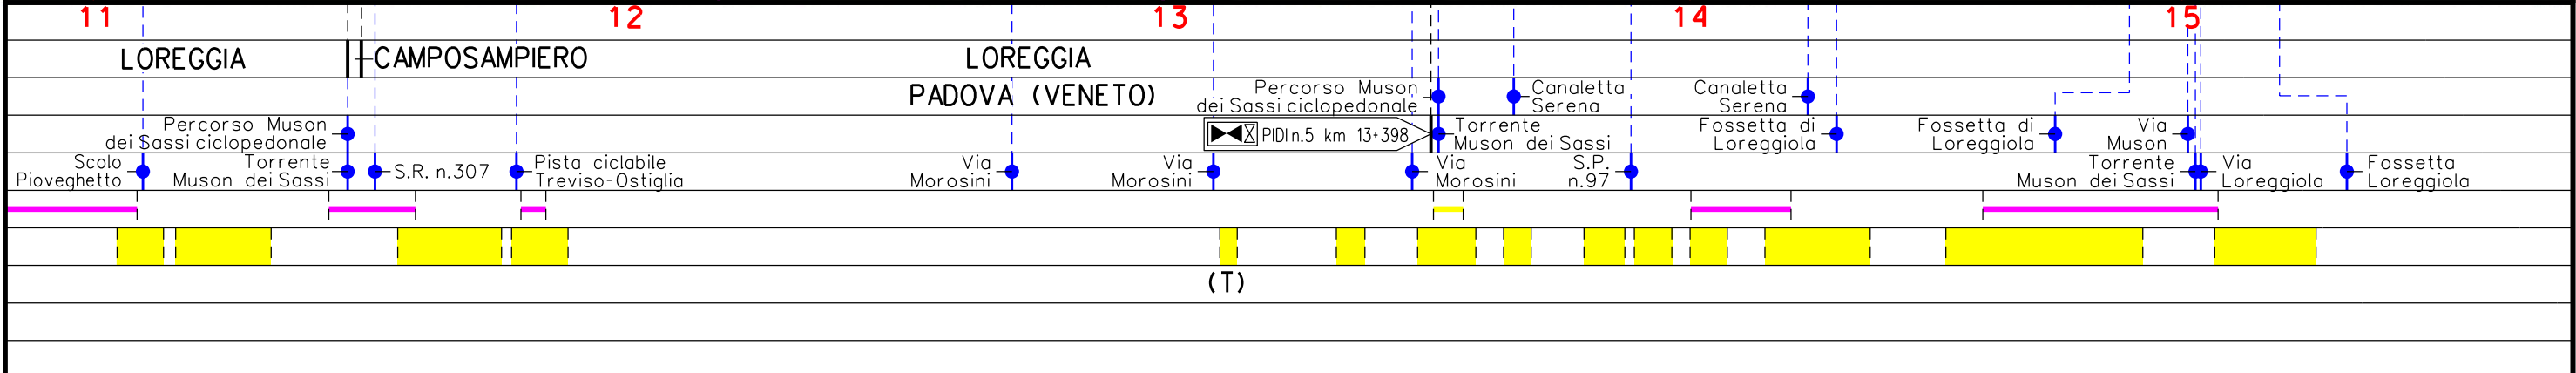 11 12 13 14 15
LOREGGIA CAMPOSAMPIERO LOREGGIA
PADOVA (VENETO)
Percorso Muson
dei Sassi ciclopedonale
Canaletta
Serena
Canaletta
Serena
Percorso Muson
dei Sassi ciclopedonale
PIDI n.5 km 13+398
Torrente
Muson dei Sassi
Fossetta di
Loreggiola
Fossetta di
Loreggiola
Via
Muson
Scolo
Pioveghetto
Torrente
Muson dei Sassi
S.R. n.307
Pista ciclabile
Treviso-Ostiglia
Via
Morosini
Via
Morosini
Via
Morosini
S.P.
n.97
Torrente
Muson dei Sassi
Via
Loreggiola
Fossetta
Loreggiola
(T)